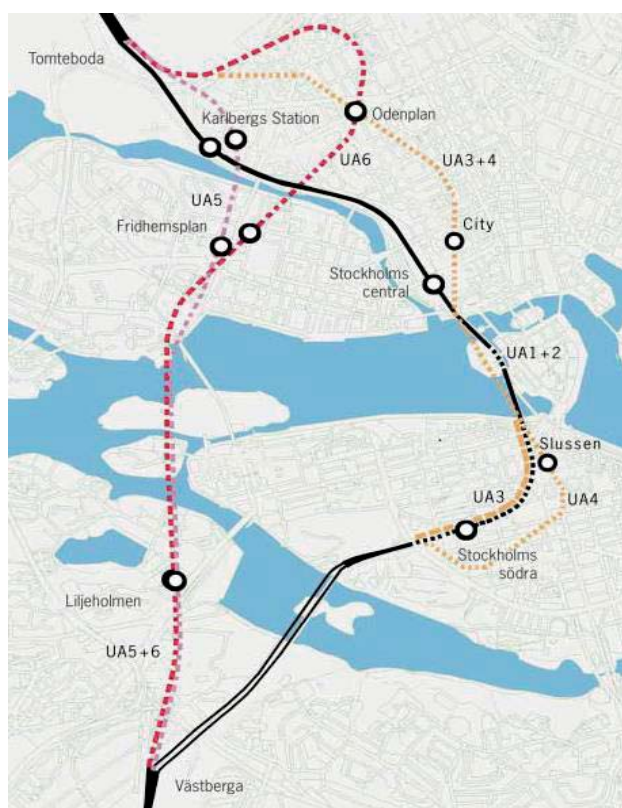 Tomteboda
Karlbergs Station
Odenplan
UA6
UA3+4
UA5
Fridhemsplan
City
Stockholms
central
UA1+2
Slussen
UA3
UA4
Stockholms
södra
Liljeholmen
UA5+6
Västberga